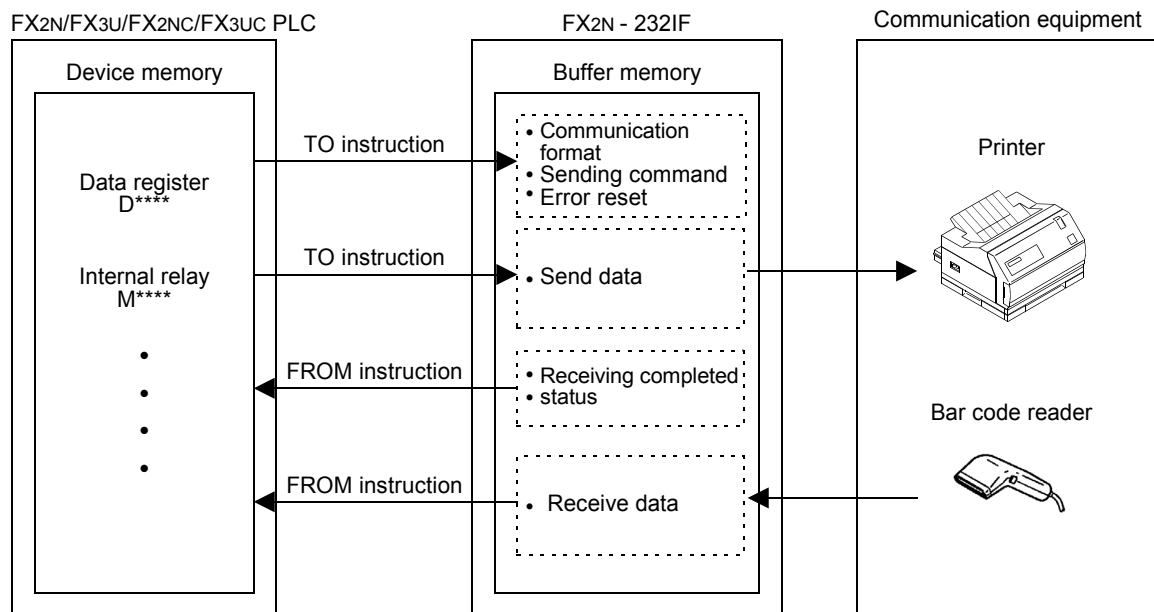 FX2N/FX3U/FX2NC/FX3UC PLC
FX2N - 232IF
Communication equipment
Device memory
Buffer memory
Data register
D****
Internal relay
M****
TO instruction
TO instruction
FROM instruction
FROM instruction
• Communication
format
• Sending command
• Error reset
• Send data
• Receiving completed
• status
• Receive data
Printer
Bar code reader